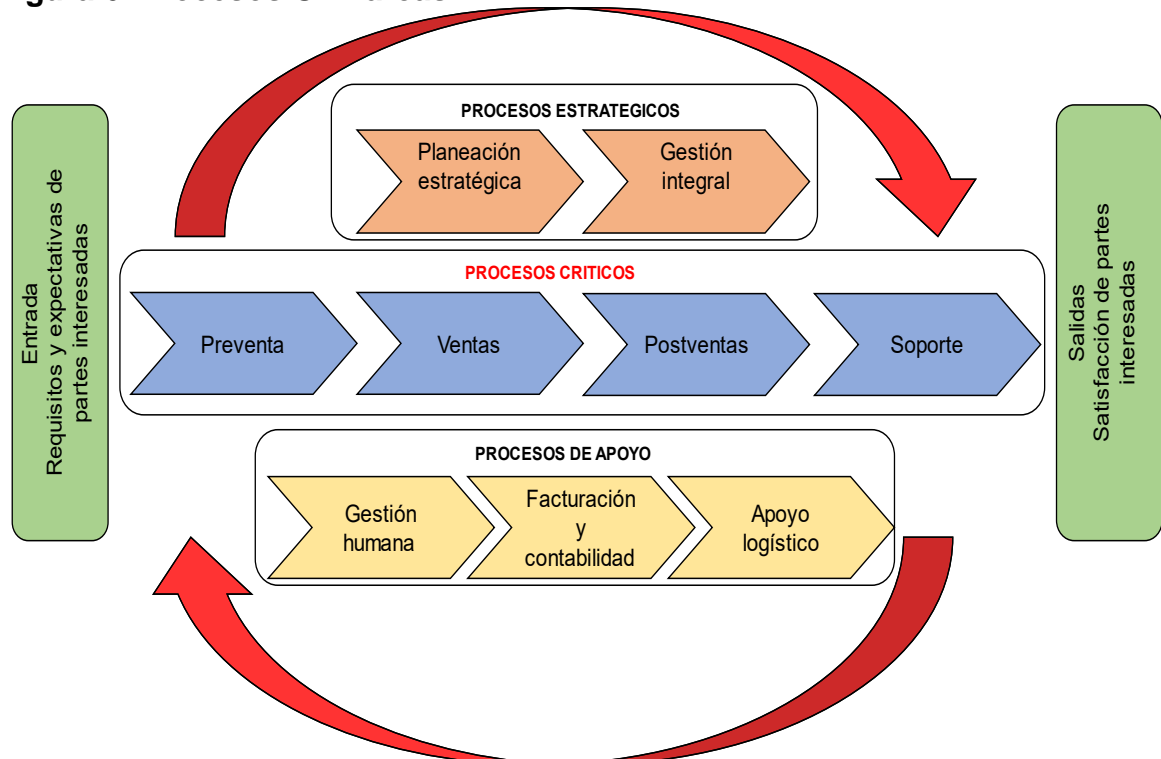 PROCESOS ESTRATEGICOS
Planeación
estratégica
Gestión
integral
Entrada
Requisitos y expectativas de
partes interesadas
PROCESOS CRITICOS
Preventa
Ventas
Postventas
Soporte
Salidas
Satisfacción de partes
interesadas
PROCESOS DE APOYO
Gestión
humana
Facturación
y
contabilidad
Apoyo
logístico